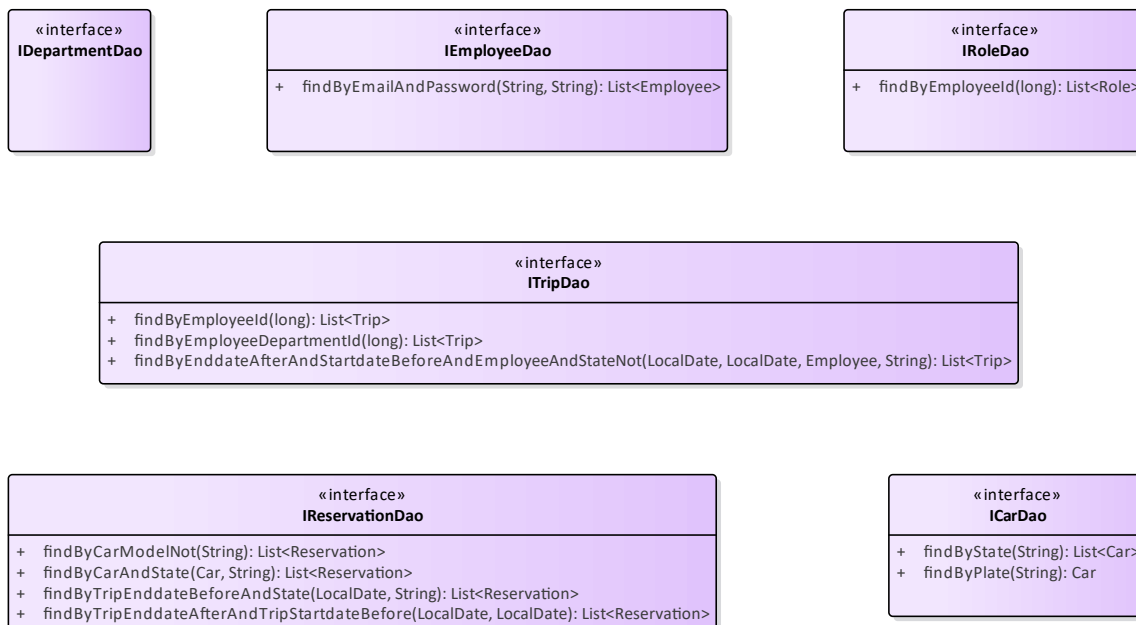 «interface»
IDepartmentDao
«interface»
IEmployeeDao
+ findByEmailAndPassword(String, String): List<Employee>
«interface»
IRoleDao
+ findByEmployeeId(long): List<Role>
«interface»
ITripDao
+ findByEmployeeId(long): List<Trip>
+ findByEmployeeDepartmentId(long): List<Trip>
+ findByEnddateAfterAndStartdateBeforeAndEmployeeAndStateNot(LocalDate, LocalDate, Employee, String): List<Trip>
«interface»
IReservationDao
+ findByCarModelNot(String): List<Reservation>
+ findByCarAndState(Car, String): List<Reservation>
+ findByTripEnddateBeforeAndState(LocalDate, String): List<Reservation>
+ findByTripEnddateAfterAndTripStartdateBefore(LocalDate, LocalDate): List<Reservation>
«interface»
ICarDao
+ findByState(String): List<Car>
+ findByPlate(String): Car